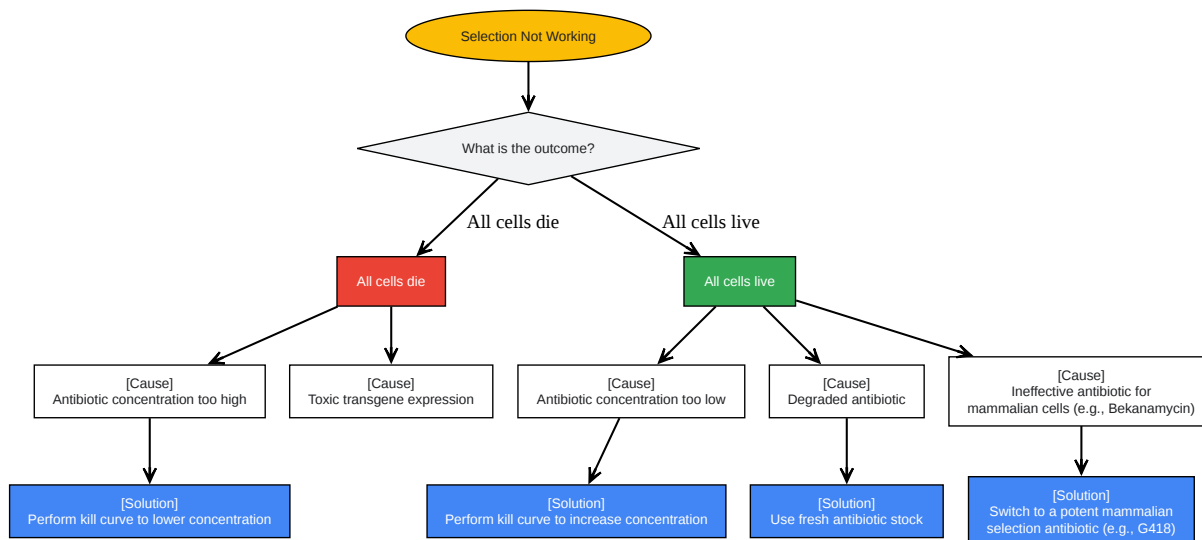 Selection Not Working
What is the outcome?
All cells die
All cells live
All cells die
All cells live
[Cause]
Antibiotic concentration too high
[Cause]
Toxic transgene expression
[Cause]
Antibiotic concentration too low
[Cause]
Degraded antibiotic
[Cause]
Ineffective antibiotic for
mammalian cells (e.g., Bekanamycin)
[Solution]
Perform kill curve to lower concentration
[Solution]
Perform kill curve to increase concentration
[Solution]
Use fresh antibiotic stock
[Solution]
Switch to a potent mammalian
selection antibiotic (e.g., G418)